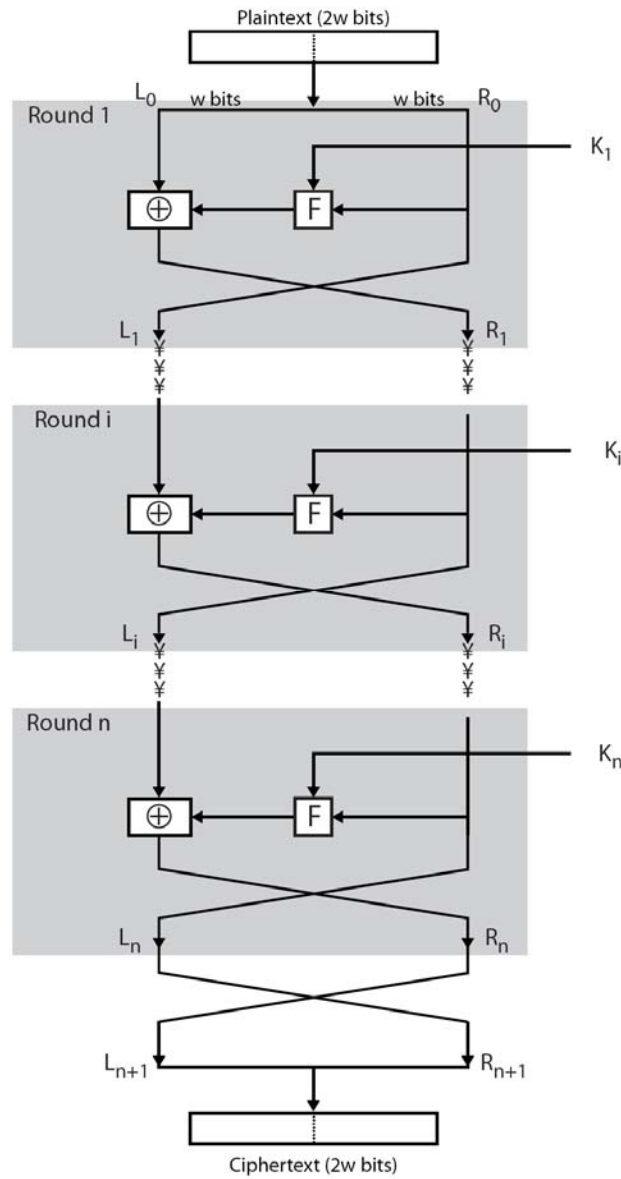 Plaintext (2w bits)
L0 w bits w bits R0
Round 1
K1
⊕ F
L1 R1
¥ ¥
¥ ¥
¥ ¥
Round i
Ki
⊕ F
Li Ri
¥ ¥
¥ ¥
¥ ¥
Round n
Kn
⊕ F
Ln Rn
Ln+1 Rn+1
Ciphertext (2w bits)